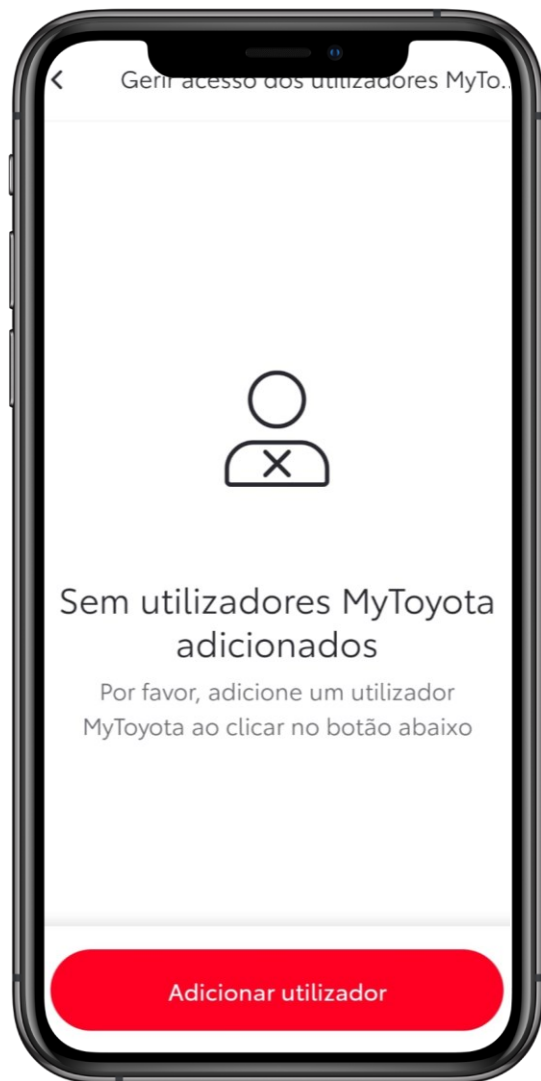 Gerir acesso dos utilizadores MyTo..
Sem utilizadores MyToyota
adicionados
Por favor, adicione um utilizador
MyToyota ao clicar no botão abaixo
Adicionar utilizador